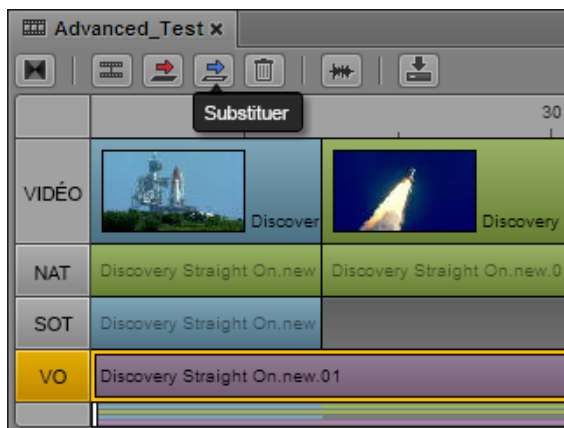 Advanced_Test x
Substituer
30
VIDÉO
Discover
Discovery
NAT
Discovery Straight On.new
Discovery Straight On.new.0
SOT
Discovery Straight On.new
VO
Discovery Straight On.new.01